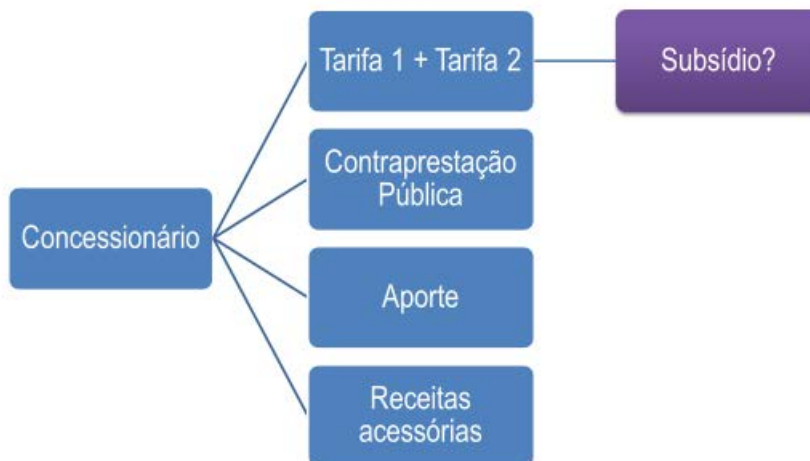 Tarifa 1 + Tarifa 2
Subsídio?
Contraprestação
Pública
Concessionário
Aporte
Receitas
acessórias